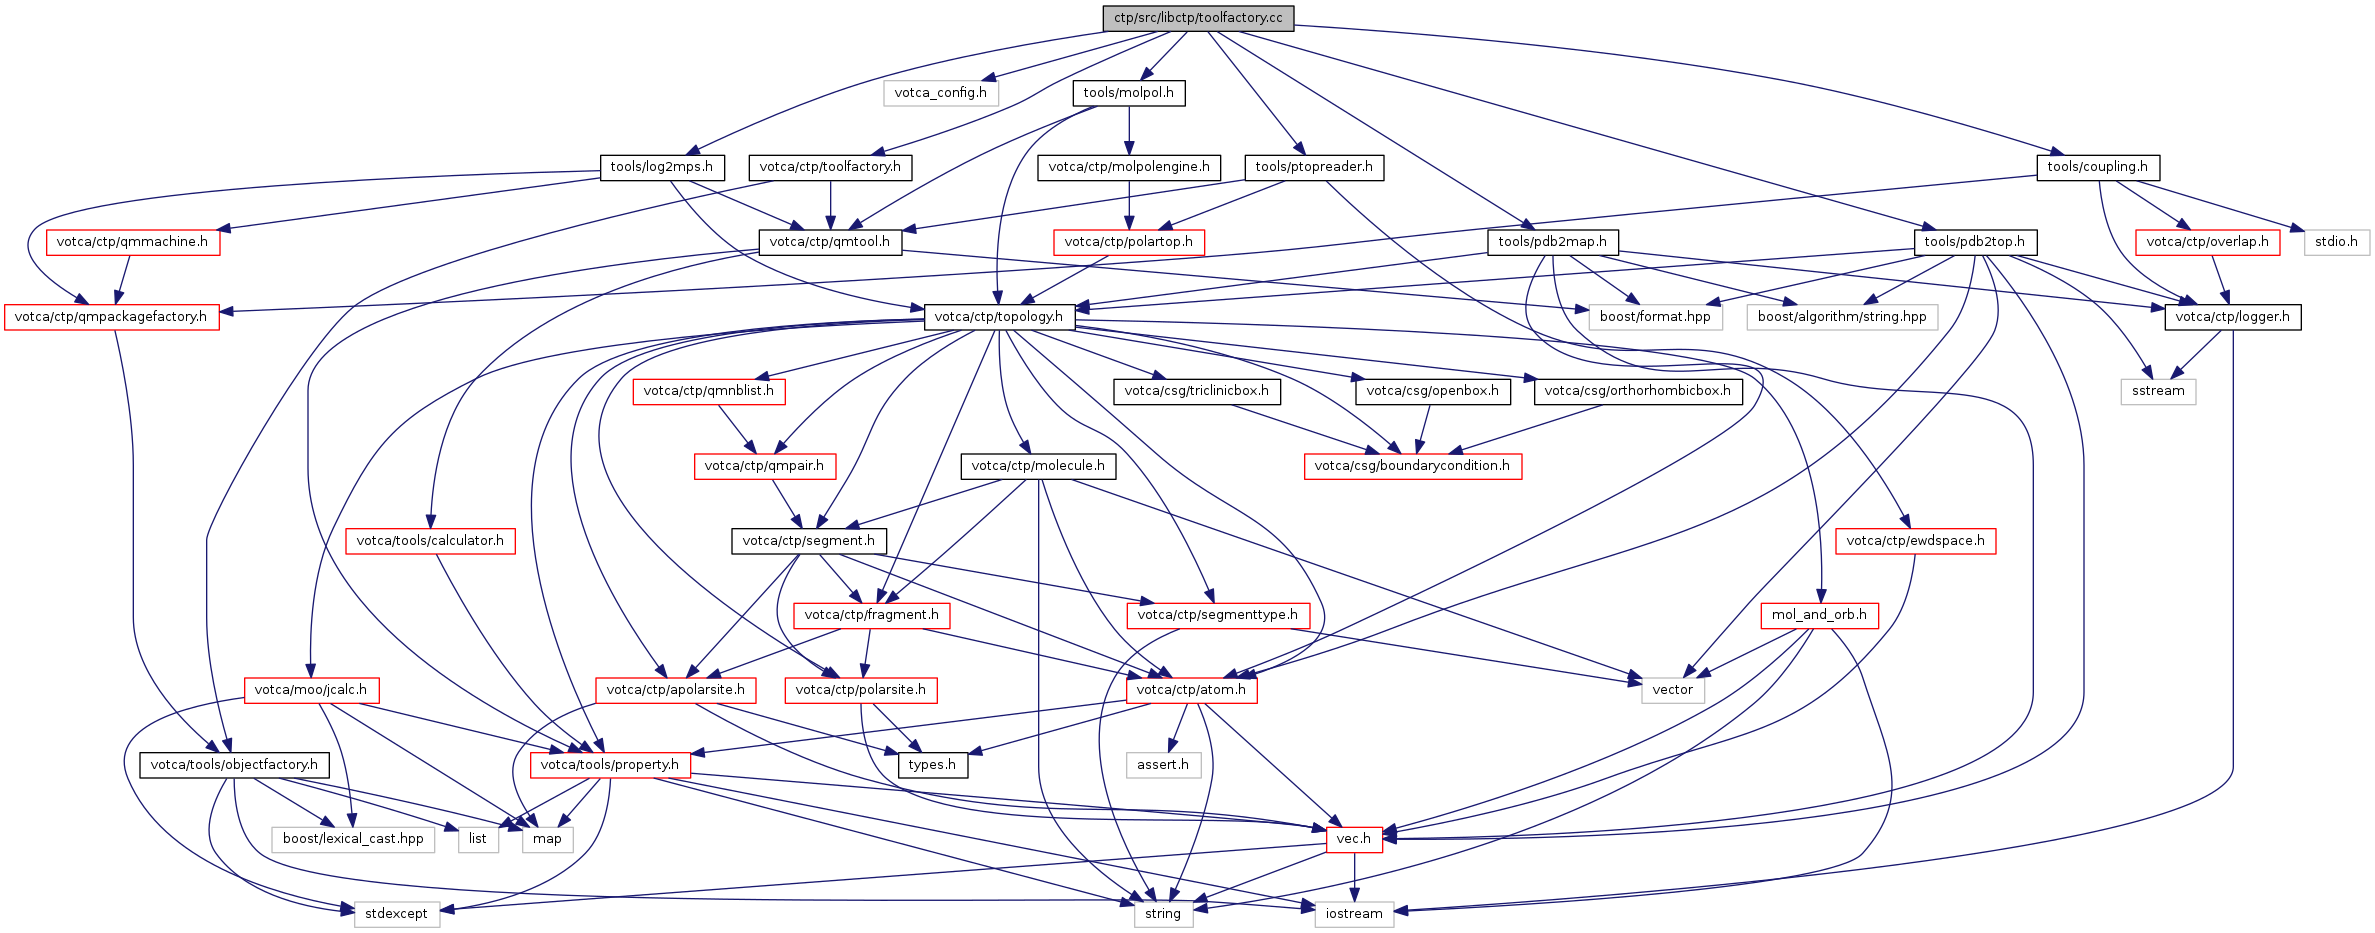 ctp/src/libctp/toolfactory.cc
votca_config.h
tools/molpol.h
tools/log2mps.h
votca/ctp/toolfactory.h
votca/ctp/molpolengine.h
tools/ptopreader.h
tools/coupling.h
votca/ctp/qmmachine.h
votca/ctp/qmtool.h
votca/ctp/polartop.h
tools/pdb2map.h
tools/pdb2top.h
votca/ctp/overlap.h
stdio.h
votca/ctp/qmpackagefactory.h
votca/ctp/topology.h
boost/format.hpp
boost/algorithm/string.hpp
votca/ctp/logger.h
votca/ctp/qmnblist.h
votca/csg/triclinicbox.h
votca/csg/openbox.h
votca/csg/orthorhombicbox.h
sstream
votca/ctp/qmpair.h
votca/ctp/molecule.h
votca/csg/boundarycondition.h
votca/tools/calculator.h
votca/ctp/segment.h
votca/ctp/ewdspace.h
votca/ctp/fragment.h
votca/ctp/segmenttype.h
mol_and_orb.h
votca/moo/jcalc.h
votca/ctp/apolarsite.h
votca/ctp/polarsite.h
votca/ctp/atom.h
vector
votca/tools/objectfactory.h
votca/tools/property.h
types.h
assert.h
boost/lexical_cast.hpp
list
map
vec.h
stdexcept
string
iostream